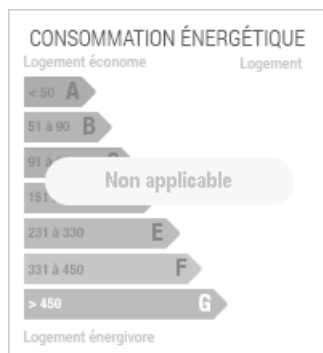 CONSOMMATION ÉNERGÉTIQUE
Logement économe Logement
< 50 A
51 à 90 B
91 à
Non applicable
151
231 à 330 E
331 à 450 F
> 450 G
Logement énergivore